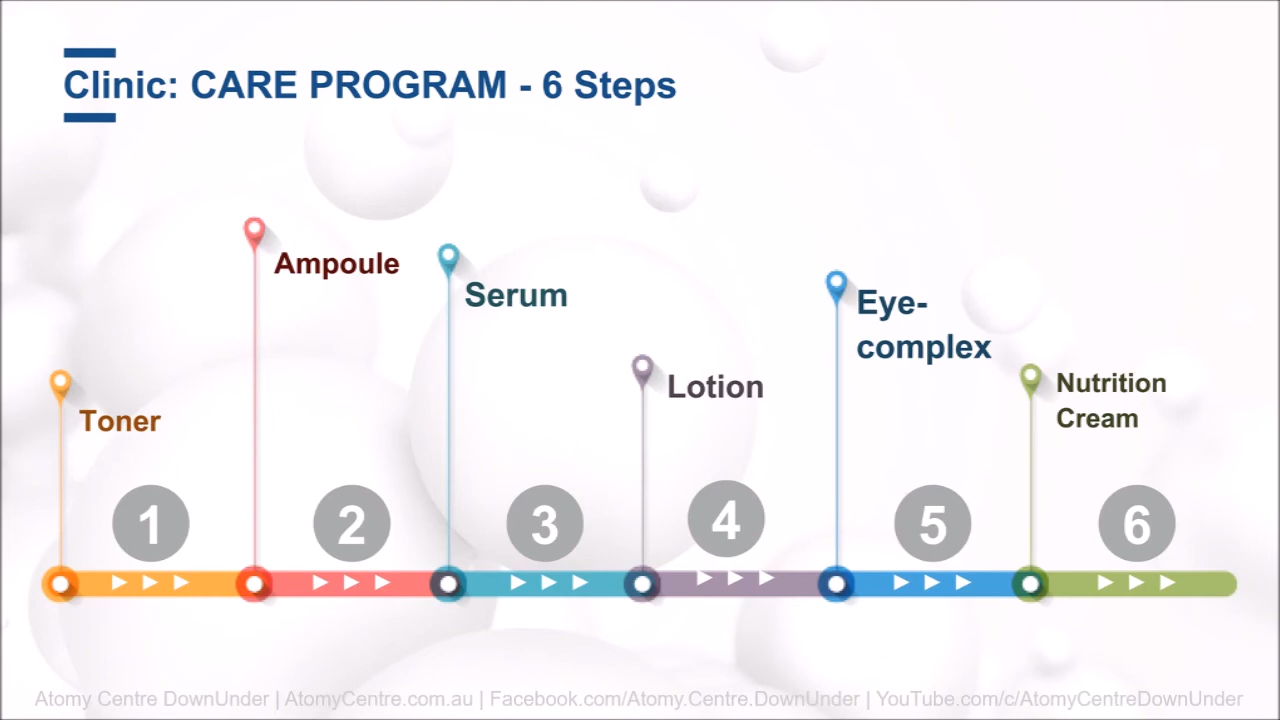 Clinic: CARE PROGRAM - 6 Steps
Ampoule
Serum
Eye-
complex
Lotion
Nutrition
Cream
Toner
1
2
3
4
5
6
Atomy Centre DownUnder | AtomyCentre.com.au | Facebook.com/Atomy.Centre.DownUnder | YouTube.com/c/AtomyCentreDownUnder